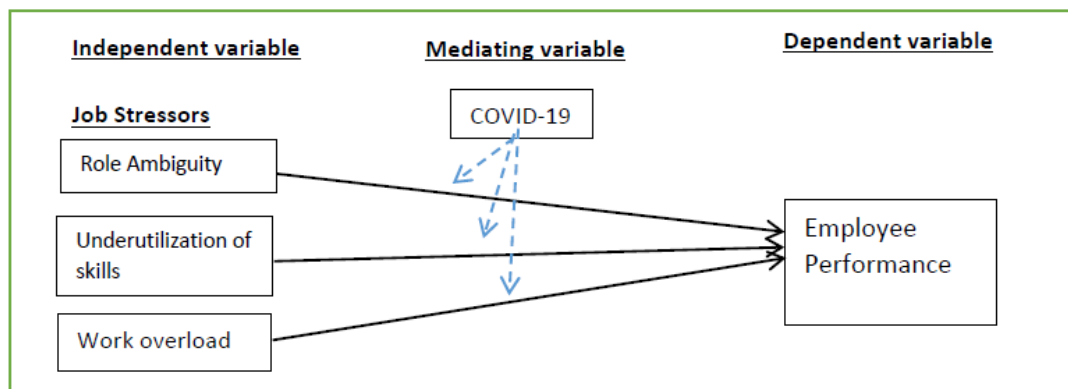 Independent variable
Mediating variable
Dependent variable
Job Stressors
COVID-19
Role Ambiguity
Underutilization of
skills
Work overload
Employee
Performance